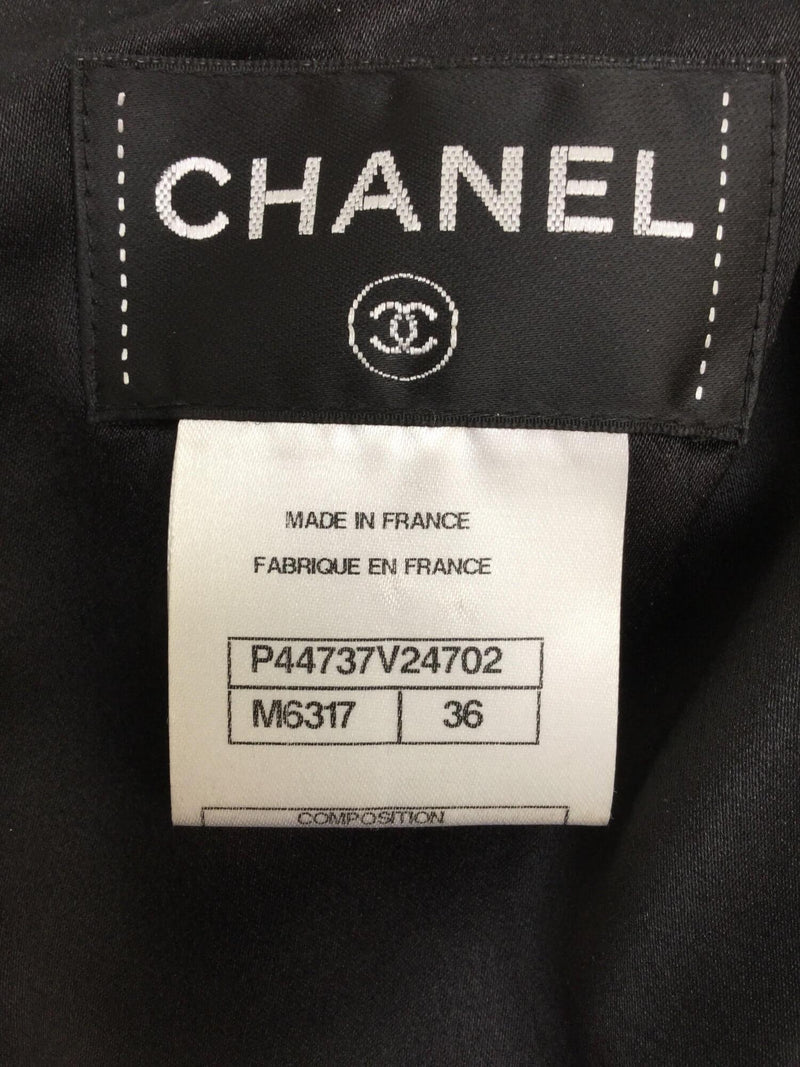 CHANEL
MADE IN FRANCE
FABRIQUE EN FRANCE
P44737V24702
M6317 36
COMPOSITION